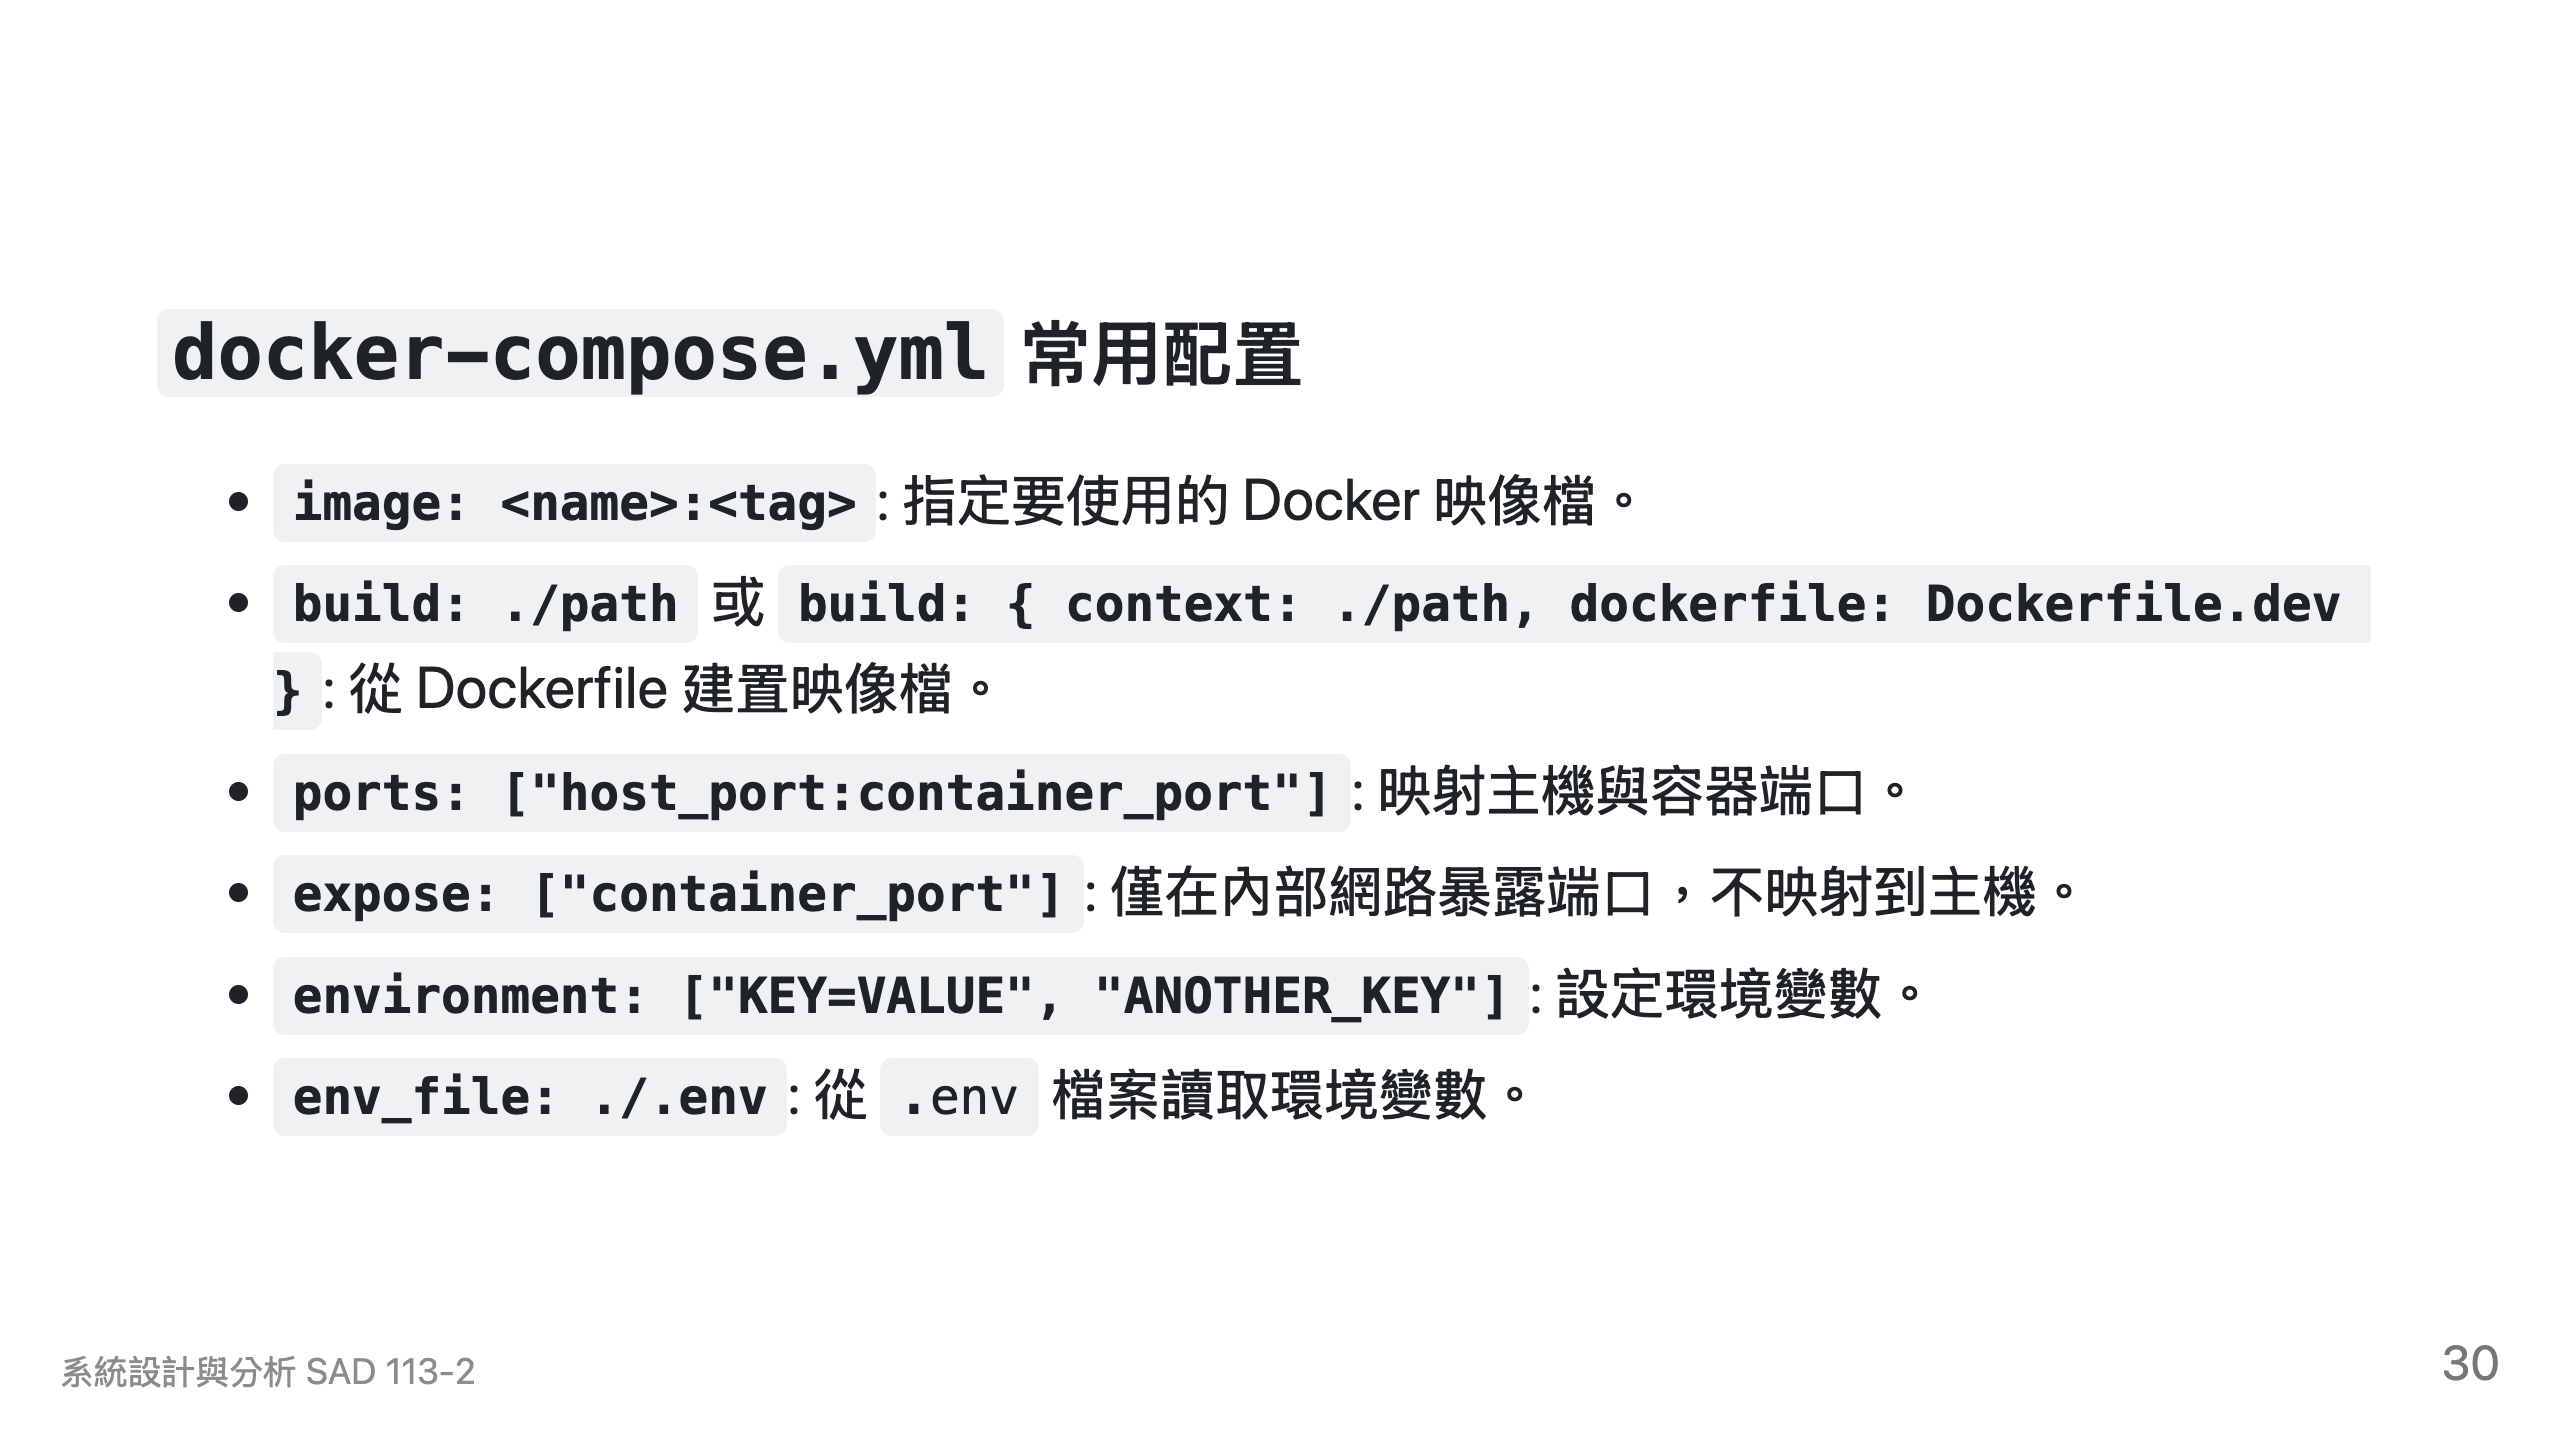 docker-compose.yml 常用配置
image: <name>:<tag> : 指定要使用的 Docker 映像檔。
build: ./path 或 build: { context: ./path, dockerfile: Dockerfile.dev
} : 從 Dockerfile 建置映像檔。
ports: ["host_port:container_port"] : 映射主機與容器端口。
expose: ["container_port"] : 僅在內部網路暴露端口，不映射到主機。
environment: ["KEY=VALUE", "ANOTHER_KEY"] : 設定環境變數。
env_file: ./.env : 從 .env 檔案讀取環境變數。
系統設計與分析 SAD 113-2
30